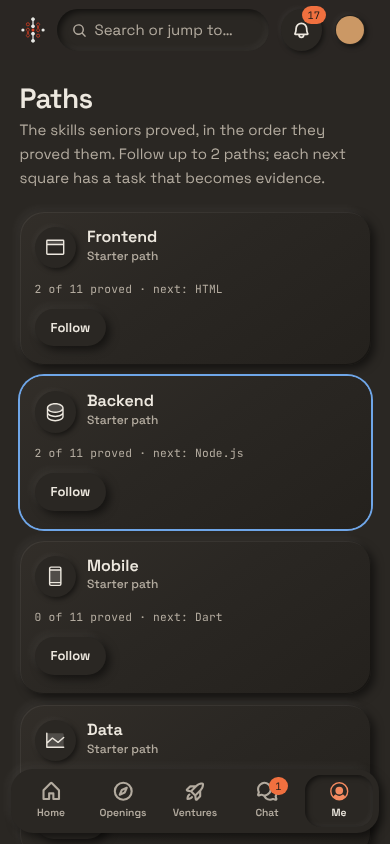 Search or jump to...
17
Paths
The skills seniors proved, in the order they
proved them. Follow up to 2 paths; each next
square has a task that becomes evidence.
Frontend
Starter path
2 of 11 proved · next: HTML
Follow
Backend
Starter path
2 of 11 proved · next: Node.js
Follow
Mobile
Starter path
0 of 11 proved · next: Dart
Follow
Data
Starter path
1
Home
Openings
Ventures
Chat
Me